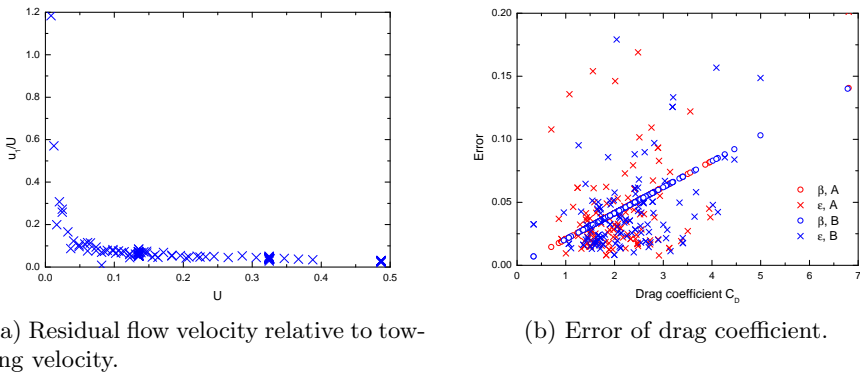 1.2
1.0
0.8
0.6
0.4
0.2
0.0
u₁/U
0.0 0.1 0.2 0.3 0.4 0.5
U
0.20
0.15
0.10
0.05
0.00
Error
β, A
ε, A
β, B
ε, B
0 1 2 3 4 5 6 7
Drag coefficient C_D
a) Residual flow velocity relative to tow-
ng velocity.
(b) Error of drag coefficient.